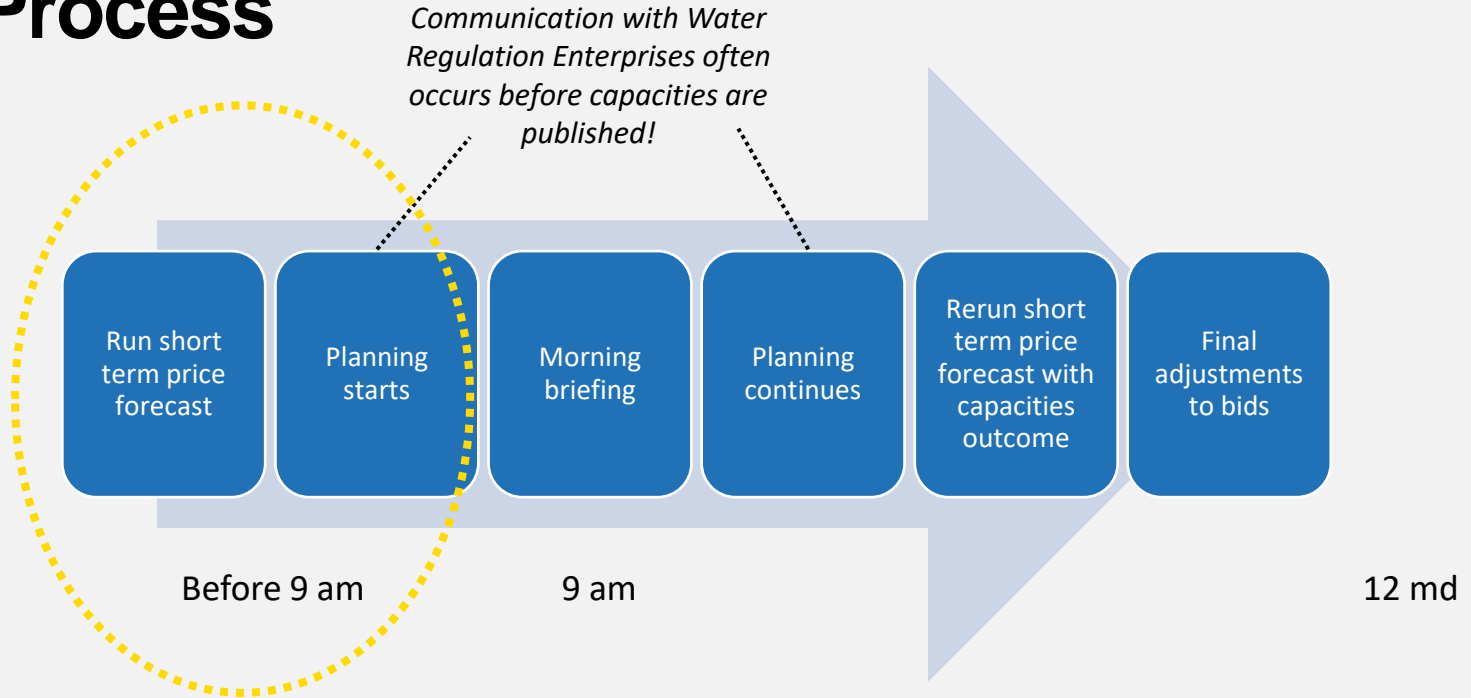 Process
Communication with Water
Regulation Enterprises often
occurs before capacities are
published!
Run short
term price
forecast
Planning
starts
Morning
briefing
Planning
continues
Rerun short
term price
forecast with
capacities
outcome
Final
adjustments
to bids
Before 9 am
9 am
12 md